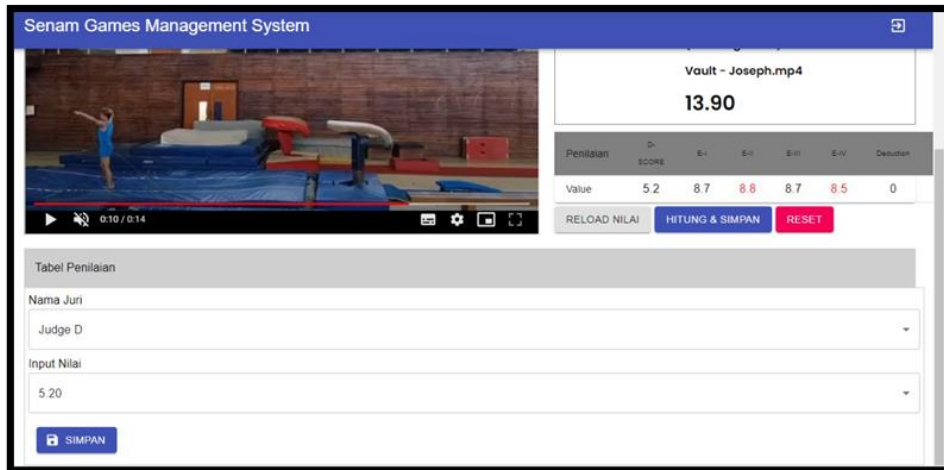 Senam Games Management System
Vault - Joseph.mp4
13.90
Penilaian D-SCORE E-I E-II E-III E-IV Deduction
Value 5.2 8.7 8.8 8.7 8.5 0
0:10 / 0:14
RELOAD NILAI HITUNG & SIMPAN RESET
Tabel Penilaian
Nama Juri
Judge D
Input Nilai
5.20
SIMPAN